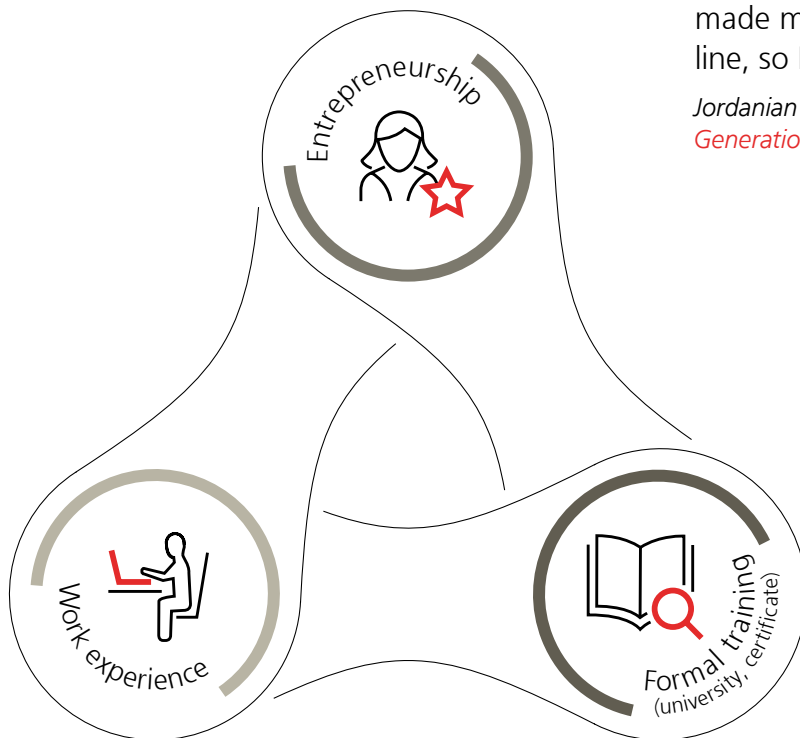 made m
line, so
Jordanian
Generatio
Entrepreneurship
Work experience
Formal training
(university, certificate)